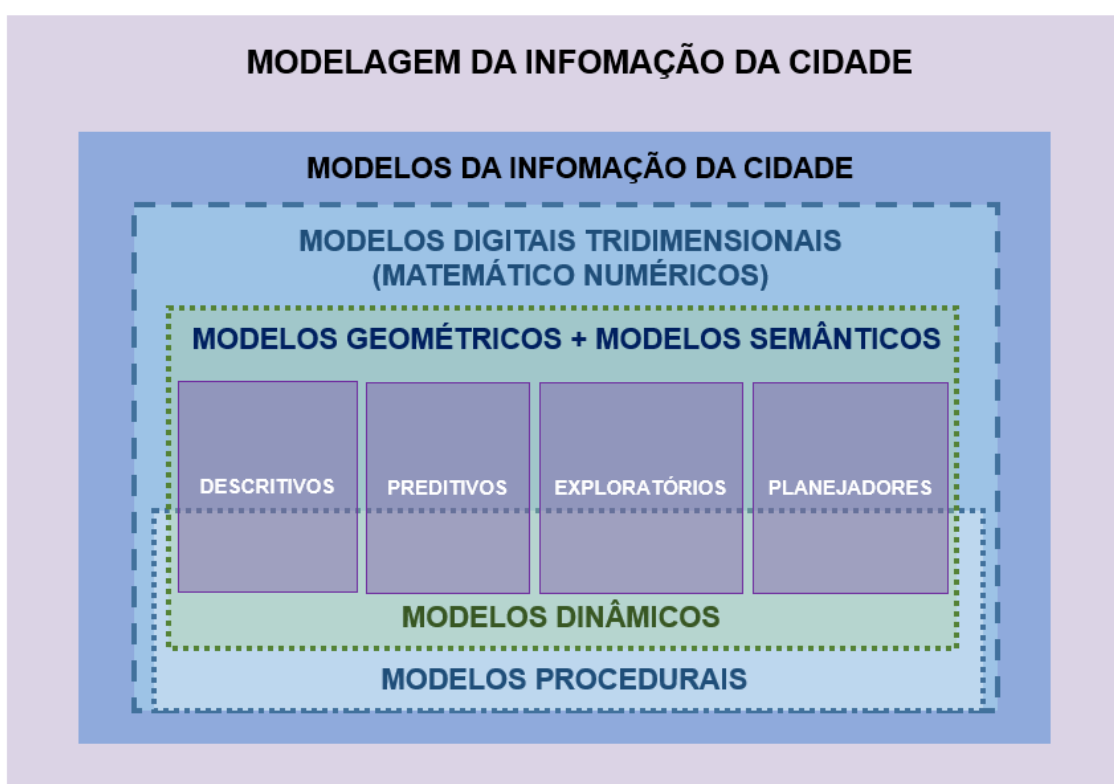 MODELAGEM DA INFOMAÇÃO DA CIDADE
MODELOS DA INFOMAÇÃO DA CIDADE
MODELOS DIGITAIS TRIDIMENSIONAIS
(MATEMÁTICO NUMÉRICOS)
MODELOS GEOMÉTRICOS + MODELOS SEMÂNTICOS
DESCRITIVOS
PREDITIVOS
EXPLORATÓRIOS
PLANEJADORES
MODELOS DINÂMICOS
MODELOS PROCEDURAIS